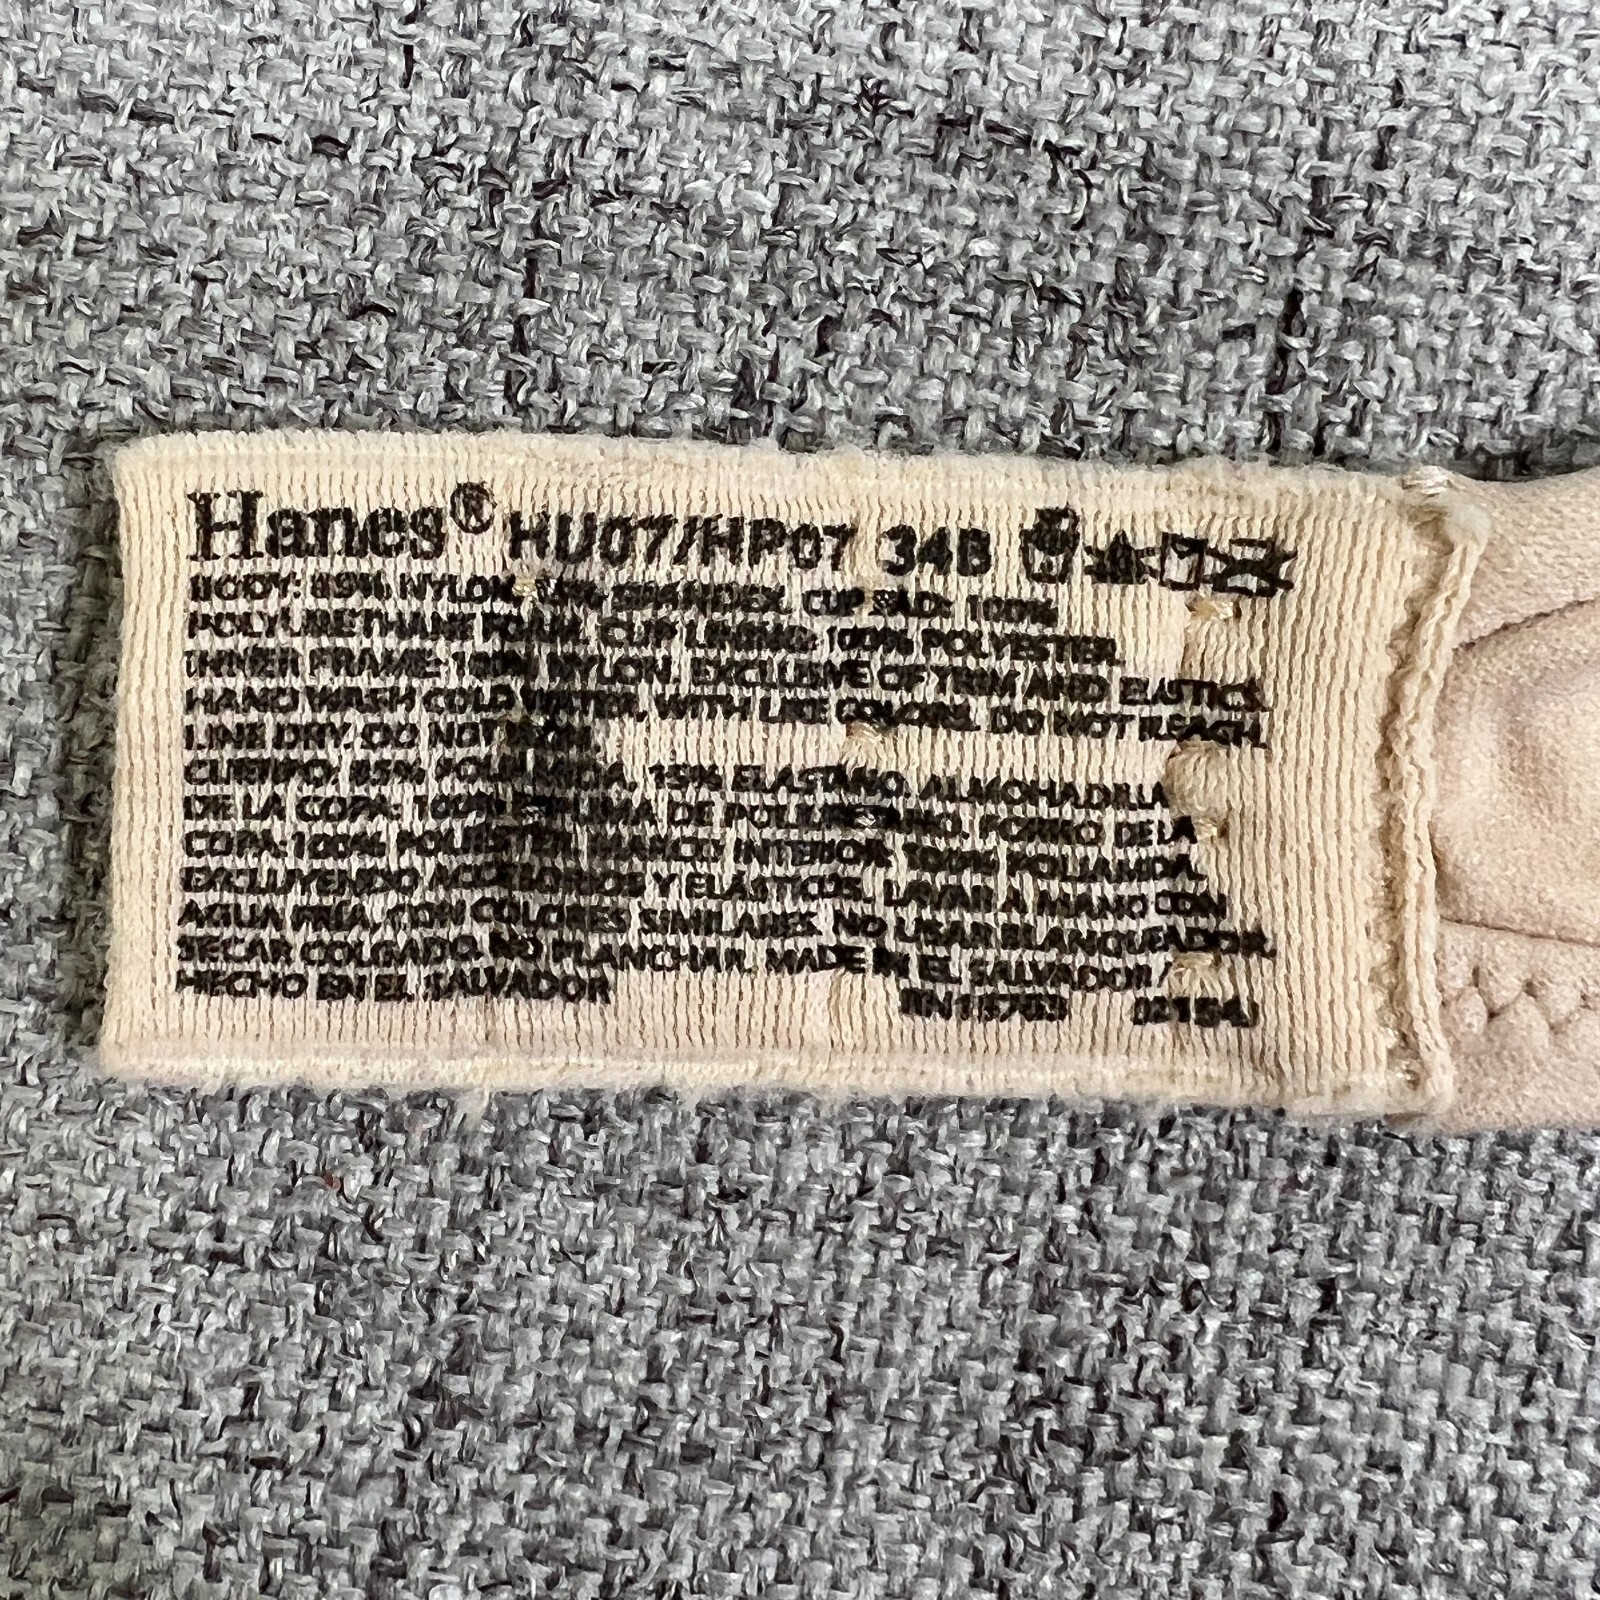 Hanes® HU07/HP07 34B
BODY: 85% NYLON, 15% SPANDEX. CUP PAD: 100%
POLYURETHANE FOAM. CUP LINING: 100% POLYESTER.
INNER FRAME: 100% NYLON. EXCLUSIVE OF TRIM AND ELASTICS.
HAND WASH COLD WATER, WITH LIKE COLORS. DO NOT BLEACH.
LINE DRY. DO NOT
CUERPO: 85% POLIAMIDA, 15% ELASTANO. ALMOHADILLA
DE LA COPA: 100% ESPUMA DE POLIURETANO. FORRO DE LA
COPA: 100% POLIÉSTER. MARCO INTERIOR: 100% POLIAMIDA.
EXCLUYENDO ACCESORIOS Y ELÁSTICOS. LAVAR A MANO CON
AGUA FRÍA, CON COLORES SIMILARES. NO USAR BLANQUEADOR.
SECAR COLGADO. NO PLANCHAR. MADE IN EL SALVADOR /
HECHO EN EL SALVADOR RN15763